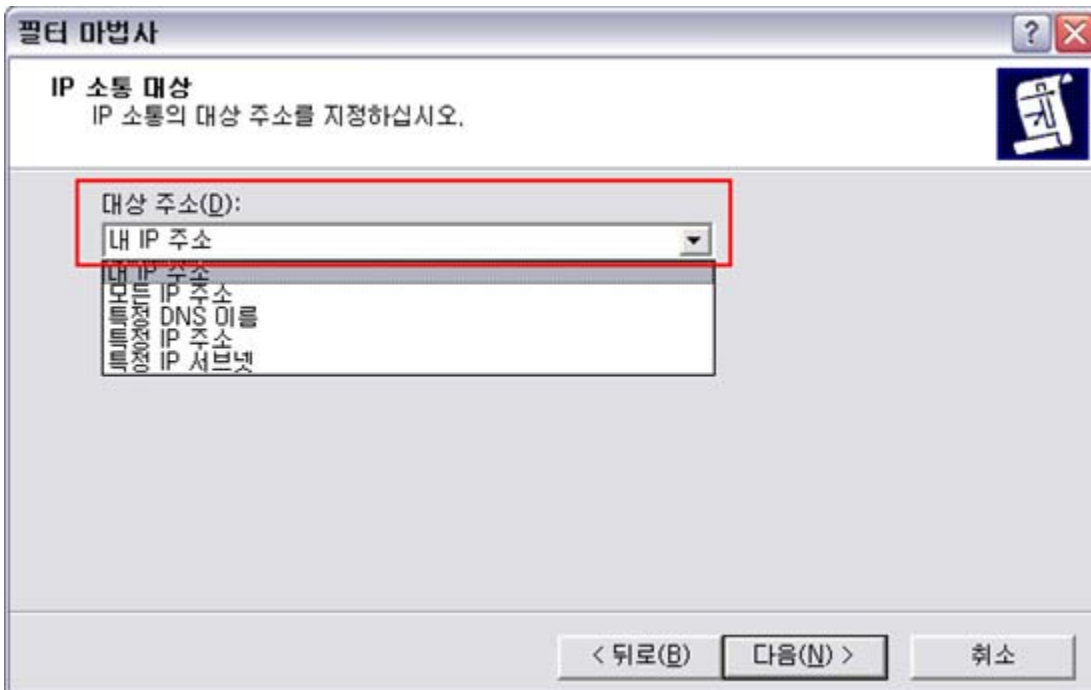 필터 마법사
IP 소통 대상
IP 소통의 대상 주소를 지정하십시오.
대상 주소(D):
내 IP 주소
내 IP 주소
모든 IP 주소
특정 DNS 이름
특정 IP 주소
특정 IP 서브넷
< 뒤로(B) 다음(N) > 취소